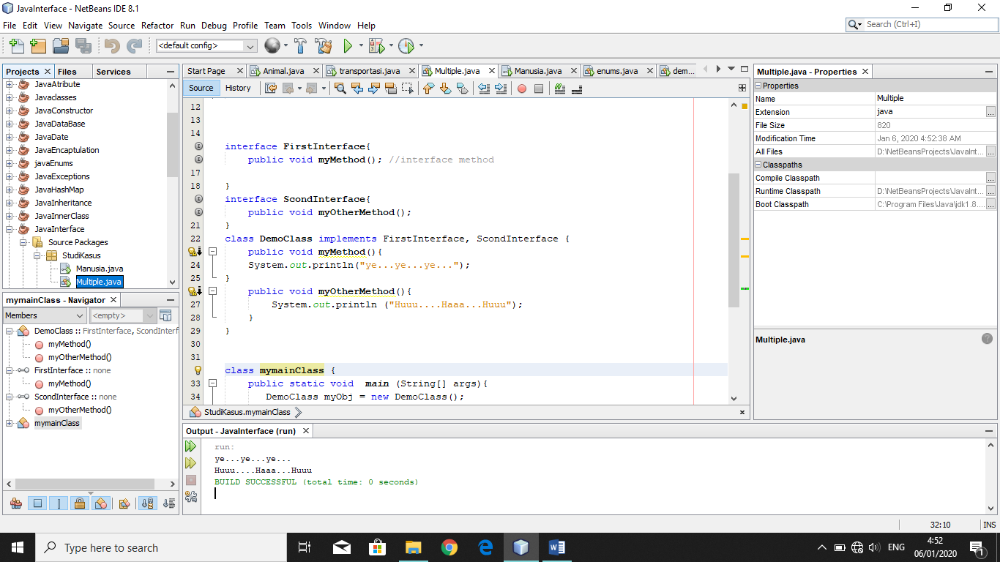 JavaInterface - NetBeans IDE 8.1
File Edit View Navigate Source Refactor Run Debug Profile Team Tools Window Help
Search (Ctrl+I)
<default config>
Projects Files Services
JavaAtribute
Javaclasses
JavaConstructor
JavaDataBase
JavaDate
JavaEncaptulation
javaEnums
JavaExceptions
JavaHashMap
JavaInheritance
JavaInnerClass
JavaInterface
Source Packages
StudiKasus
Manusia.java
Multiple.java
mymainClass - Navigator
Members <empty>
DemoClass :: FirstInterface, ScondInterf
myMethod()
myOtherMethod()
FirstInterface :: none
myMethod()
ScondInterface :: none
myOtherMethod()
mymainClass
Start Page Animal.java transportasi.java Multiple.java Manusia.java enums.java dem...
Source History
12
13
14
interface FirstInterface{
public void myMethod(); //interface method
17
18 }
interface ScondInterface{
public void myOtherMethod();
21 }
22 class DemoClass implements FirstInterface, ScondInterface {
public void myMethod(){
24 System.out.println("ye...ye...ye...");
25 }
public void myOtherMethod(){
27 System.out.println ("Huuu....Haaa...Huuu");
28 }
29 }
30
31
class mymainClass {
33 public static void main (String[] args){
34 DemoClass myObj = new DemoClass();
StudiKasus.mymainClass
Output - JavaInterface (run)
run:
ye...ye...ye...
Huuu....Haaa...Huuu
BUILD SUCCESSFUL (total time: 0 seconds)
Multiple.java - Properties
Properties
Name Multiple
Extension java ...
File Size 820
Modification Time Jan 6, 2020 4:52:38 AM
All Files D:\NetBeansProjects\JavaInt... ...
Classpaths
Compile Classpath ...
Runtime Classpath D:\NetBeansProjects\JavaInt... ...
Boot Classpath C:\Program Files\Java\jdk1.8.... ...
Multiple.java
?
32:10 INS
Type here to search
ENG
4:52
06/01/2020
1